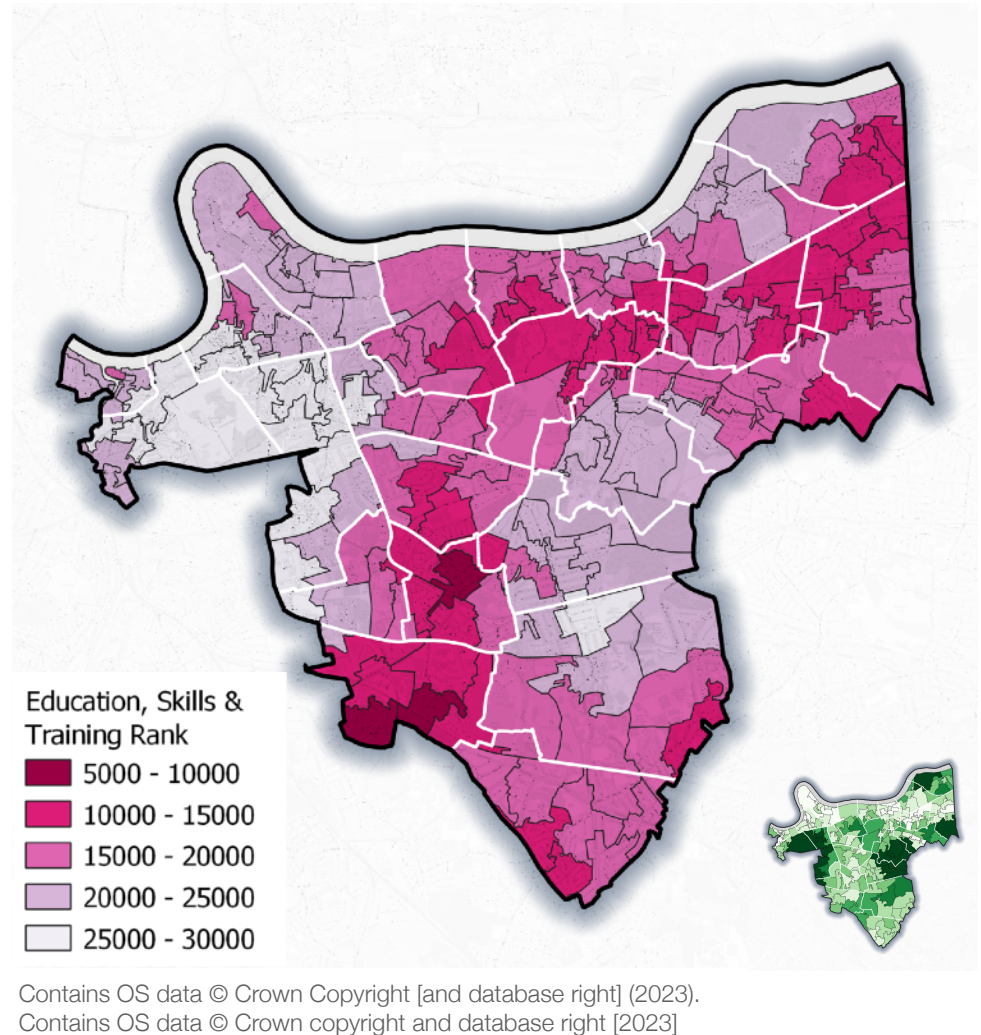 Education, Skills &
Training Rank
5000 - 10000
10000 - 15000
15000 - 20000
20000 - 25000
25000 - 30000
Contains OS data © Crown Copyright [and database right] (2023).
Contains OS data © Crown copyright and database right [2023]